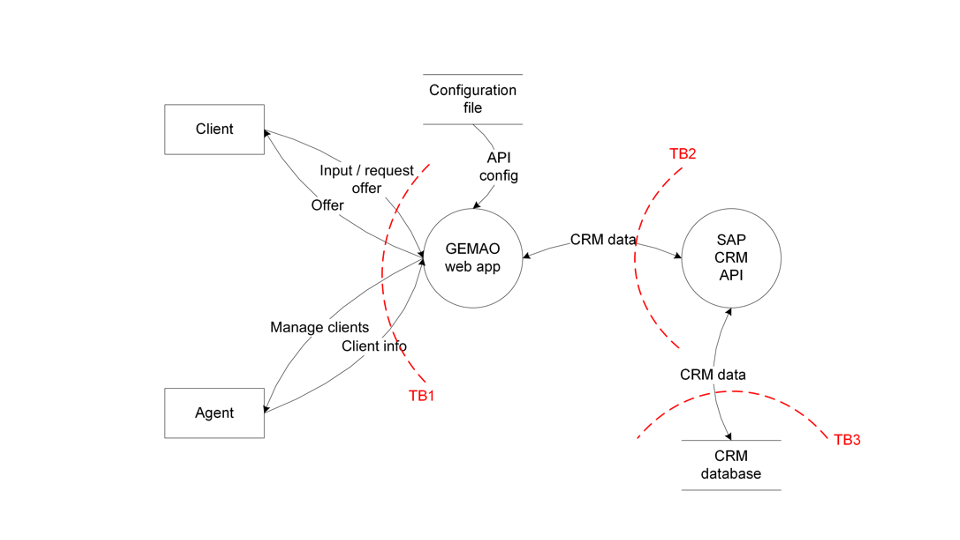 Configuration
file
Client
API
config
TB2
Input / request
offer
Offer
GEMAO
web app
CRM data
SAP
CRM
API
Manage clients
Client info
CRM data
TB1
Agent
TB3
CRM
database